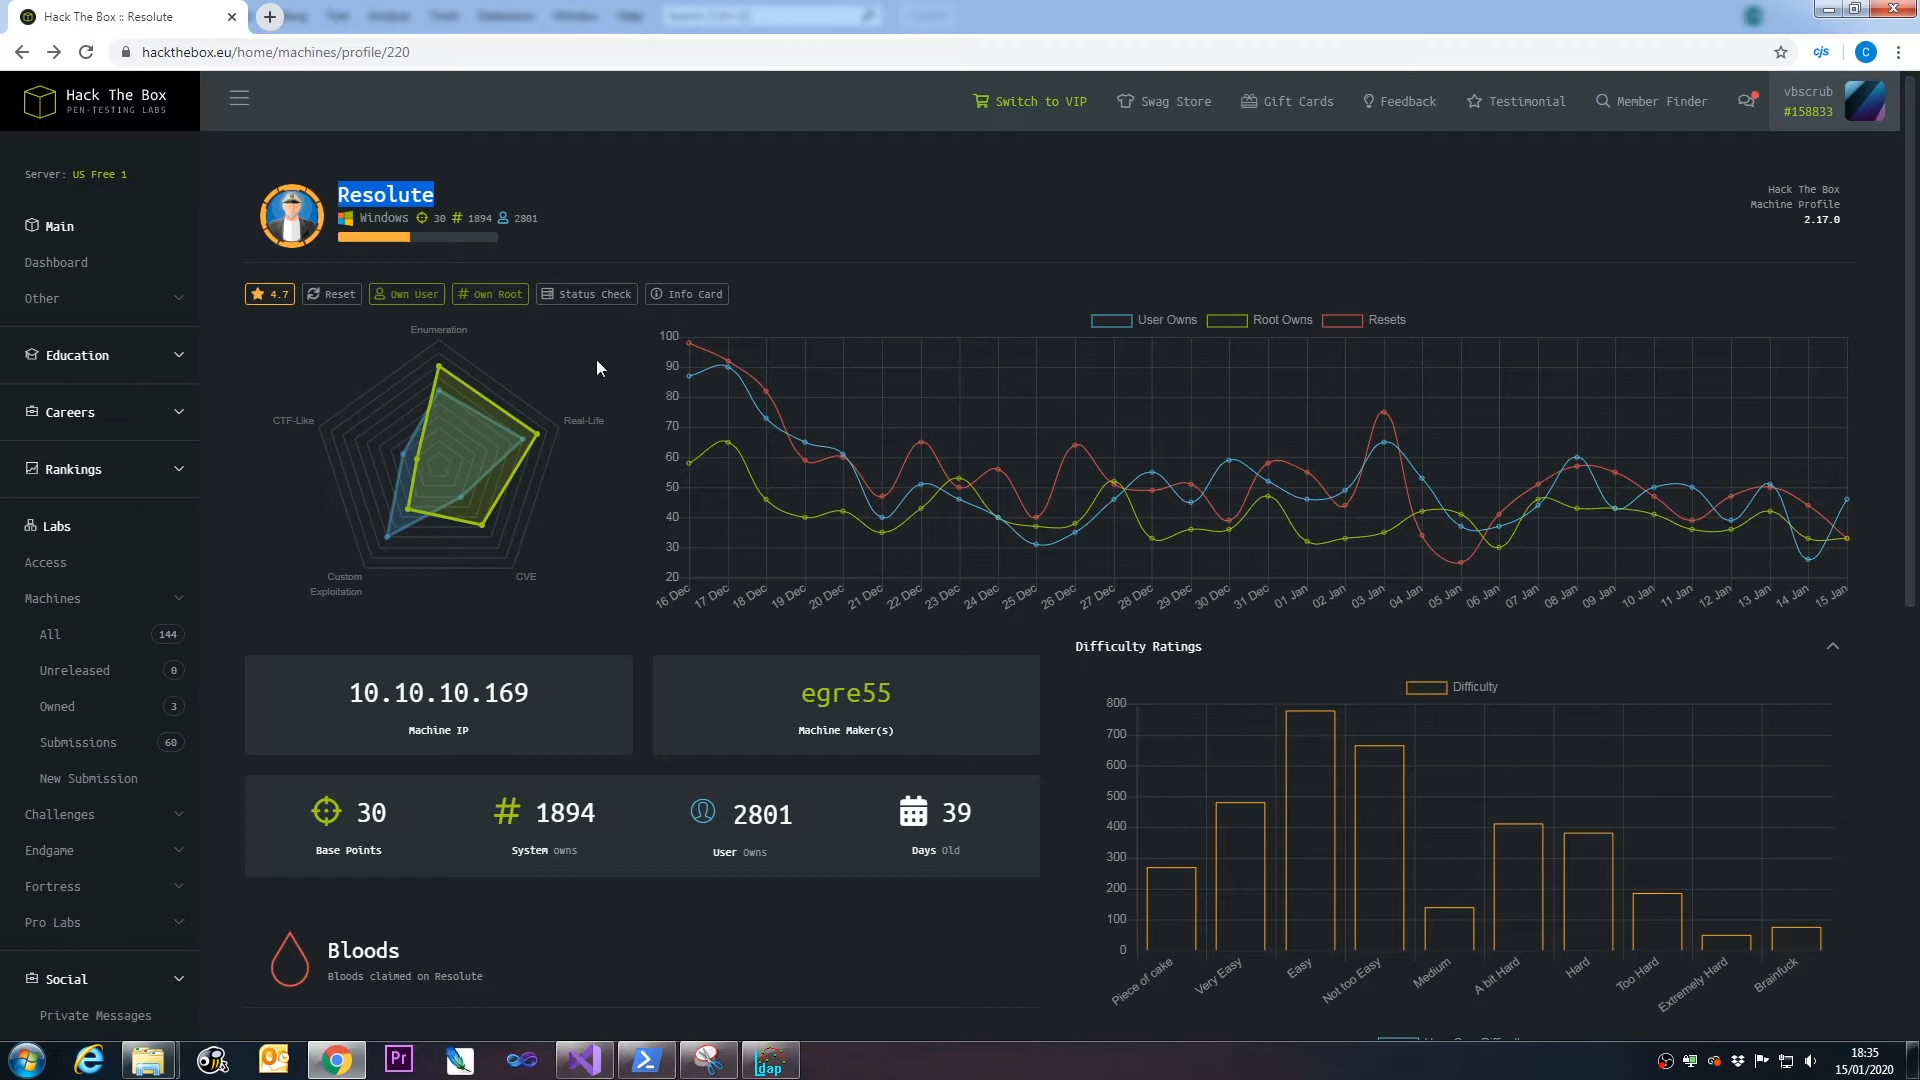 Hack The Box :: Resolute
hackthebox.eu/home/machines/profile/220
cjs
C
Hack The Box
PEN-TESTING LABS
Switch to VIP
Swag Store
Gift Cards
Feedback
Testimonial
Member Finder
vbscrub
#158833
Server: US Free 1
Main
Dashboard
Other
Education
Careers
Rankings
Labs
Access
Machines
All 144
Unreleased 0
Owned 3
Submissions 60
New Submission
Challenges
Endgame
Fortress
Pro Labs
Social
Private Messages
Resolute
Windows 30 # 1894 2801
Hack The Box
Machine Profile
2.17.0
4.7
Reset
Own User
# Own Root
Status Check
Info Card
Enumeration
Real-Life
CVE
Custom
Exploitation
CTF-Like
User Owns
Root Owns
Resets
100
90
80
70
60
50
40
30
20
16 Dec
17 Dec
18 Dec
19 Dec
20 Dec
21 Dec
22 Dec
23 Dec
24 Dec
25 Dec
26 Dec
27 Dec
28 Dec
29 Dec
30 Dec
31 Dec
01 Jan
02 Jan
03 Jan
04 Jan
05 Jan
06 Jan
07 Jan
08 Jan
09 Jan
10 Jan
11 Jan
12 Jan
13 Jan
14 Jan
15 Jan
10.10.10.169
Machine IP
egre55
Machine Maker(s)
30
Base Points
# 1894
System owns
2801
User Owns
39
Days Old
Bloods
Bloods claimed on Resolute
Difficulty Ratings
Difficulty
800
700
600
500
400
300
200
100
0
Piece of cake
Very Easy
Easy
Not too Easy
Medium
A bit Hard
Hard
Too Hard
Extremely Hard
Brainfuck
Pr
ldap
18:35
15/01/2020